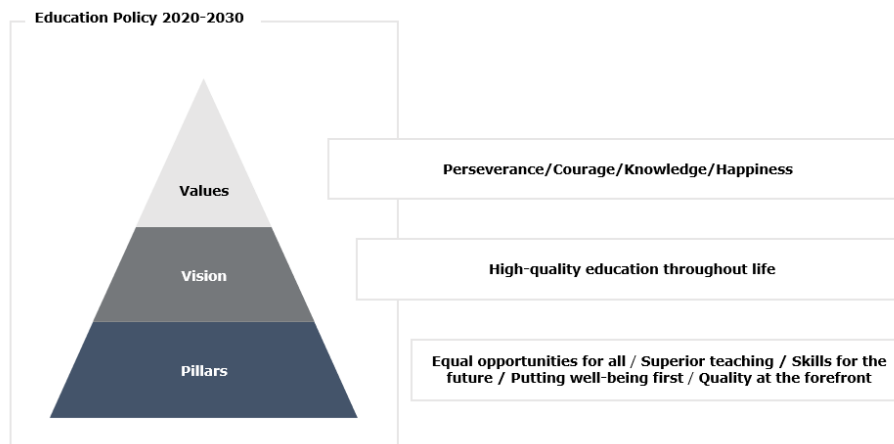 Education Policy 2020-2030
Values
Perseverance/Courage/Knowledge/Happiness
Vision
High-quality education throughout life
Pillars
Equal opportunities for all / Superior teaching / Skills for the
future / Putting well-being first / Quality at the forefront